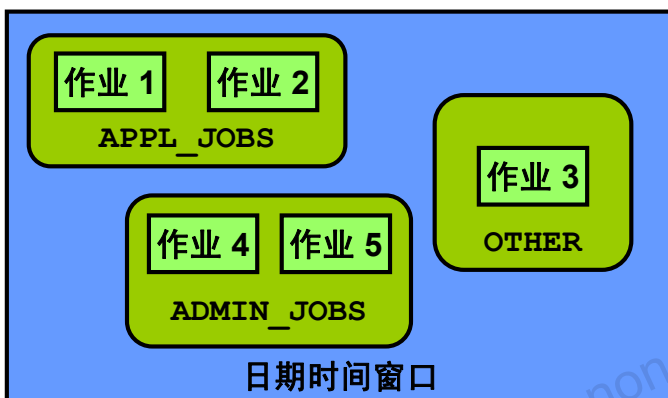 作业 1 作业 2
APPL_JOBS
作业 3
OTHER
作业 4 作业 5
ADMIN_JOBS
日期时间窗口
non